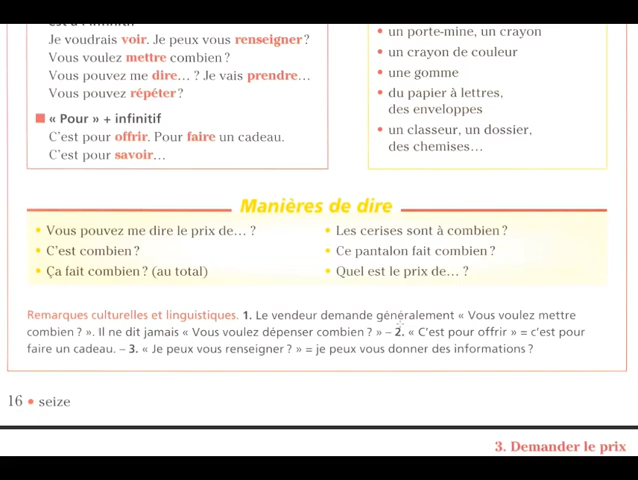 Je voudrais voir. Je peux vous renseigner ?
Vous voulez mettre combien ?
Vous pouvez me dire... ? Je vais prendre...
Vous pouvez répéter ?
« Pour » + infinitif
C'est pour offrir. Pour faire un cadeau.
C'est pour savoir...
• un porte-mine, un crayon
• un crayon de couleur
• une gomme
• du papier à lettres,
des enveloppes
• un classeur, un dossier,
des chemises...
Manières de dire
• Vous pouvez me dire le prix de... ?
• C'est combien ?
• Ça fait combien ? (au total)
• Les cerises sont à combien ?
• Ce pantalon fait combien ?
• Quel est le prix de... ?
Remarques culturelles et linguistiques. 1. Le vendeur demande généralement « Vous voulez mettre
combien ? ». Il ne dit jamais « Vous voulez dépenser combien ? » – 2. « C'est pour offrir » = c'est pour
faire un cadeau. – 3. « Je peux vous renseigner ? » = je peux vous donner des informations ?
16 • seize
3. Demander le prix